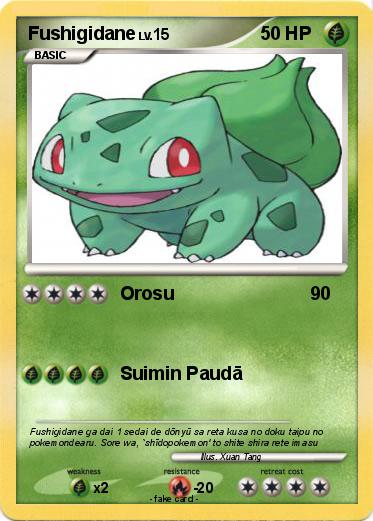 Fushigidane LV.15 50 HP
BASIC
Orosu 90
Suimin Paudā
Fushigidane ga dai 1 sedai de dōnyū sa reta kusa no doku taipu no
pokemondearu. Sore wa, `shīdopokemon' to shite shira rete imasu
Illus. Xuan Tang
weakness resistance retreat cost
x2 -20
- fake card -